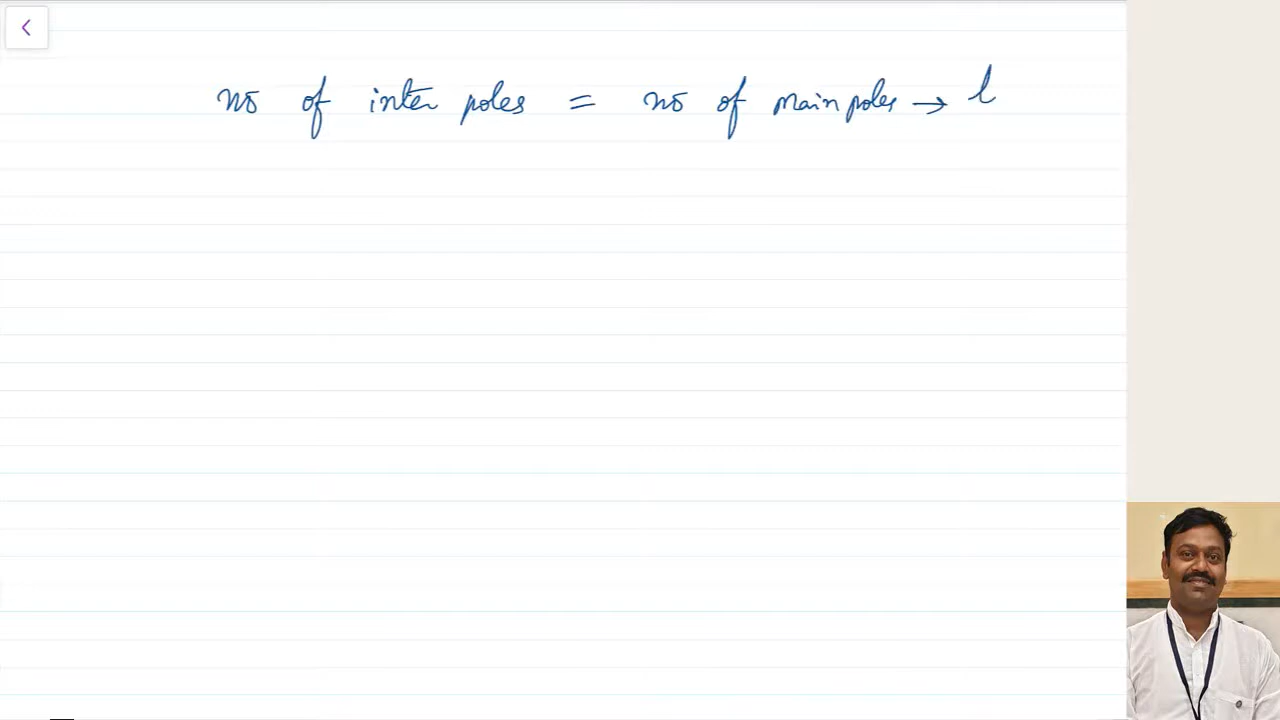 no of inter poles = no of main poles → l